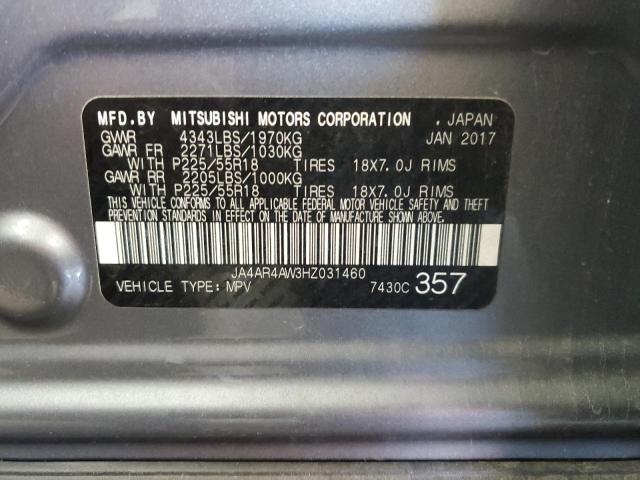 MFD.BY MITSUBISHI MOTORS CORPORATION . JAPAN
GVWR 4343LBS/1970KG JAN 2017
GAWR FR 2271LBS/1030KG
WITH P225/55R18 TIRES 18X7.0J RIMS
GAWR RR 2205LBS/1000KG
WITH P225/55R18 TIRES 18X7.0J RIMS
THIS VEHICLE CONFORMS TO ALL APPLICABLE FEDERAL MOTOR VEHICLE SAFETY AND THEFT
PREVENTION STANDARDS IN EFFECT ON THE DATE OF MANUFACTURE SHOWN ABOVE.
JA4AR4AW3HZ031460
VEHICLE TYPE:MPV 7430C 357